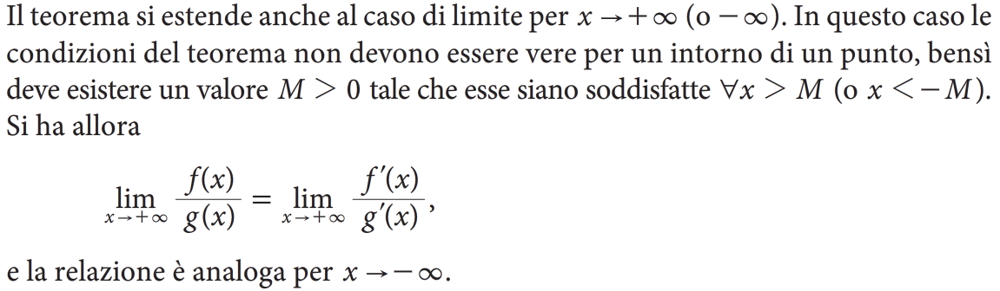 Il teorema si estende anche al caso di limite per x → + ∞ (o − ∞). In questo caso le
condizioni del teorema non devono essere vere per un intorno di un punto, bensì
deve esistere un valore M > 0 tale che esse siano soddisfatte ∀x > M (o x < − M).
Si ha allora
lim x → + ∞ f(x)/g(x) = lim x → + ∞ f′(x)/g′(x),
e la relazione è analoga per x → − ∞.